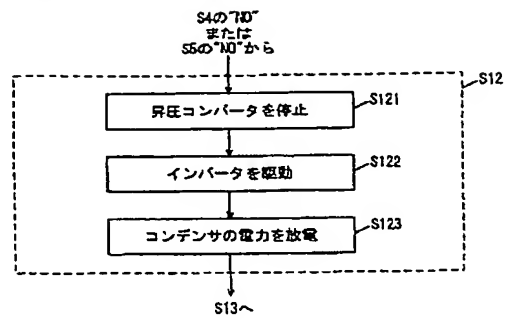 S4の"NO"
または
S5の"NO"から
S12
昇圧コンバータを停止
S121
インバータを駆動
S122
コンデンサの電力を放電
S123
S13へ